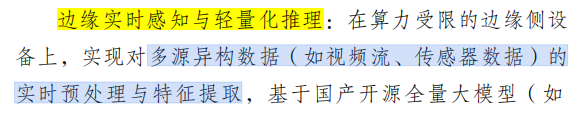 边缘实时感知与轻量化推理：在算力受限的边缘侧设
备上，实现对多源异构数据（如视频流、传感器数据）的
实时预处理与特征提取，基于国产开源全量大模型（如